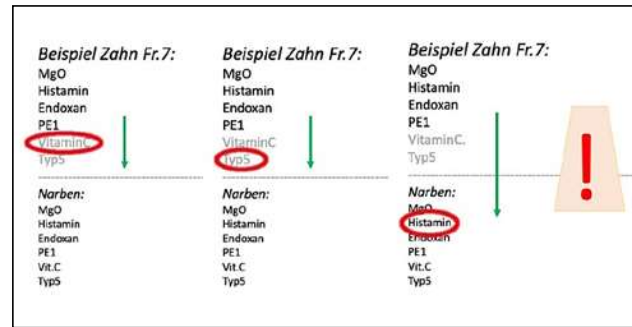 Beispiel Zahn Fr.7:
MgO
Histamin
Endoxan
PE1
VitaminC
Typ5
Narben:
MgO
Histamin
Endoxan
PE1
Vit.C
Typ5
Beispiel Zahn Fr.7:
MgO
Histamin
Endoxan
PE1
VitaminC
Typ5
Narben:
MgO
Histamin
Endoxan
PE1
Vit.C
Typ5
Beispiel Zahn Fr.7:
MgO
Histamin
Endoxan
PE1
VitaminC.
Typ5
Narben:
MgO
Histamin
Endoxan
PE1
Vit.C
Typ5
!